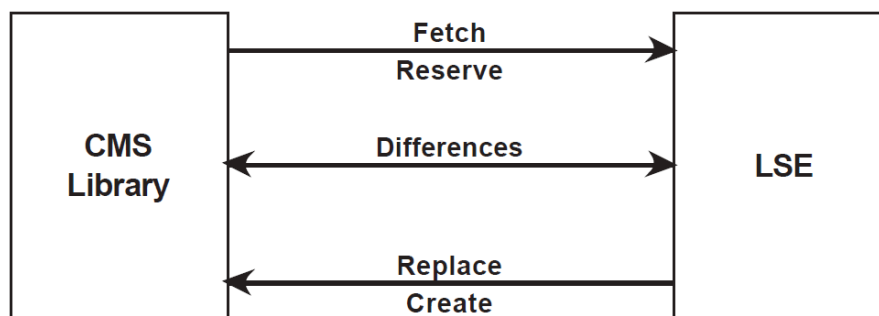 Fetch
Reserve
CMS
Library
Differences
LSE
Replace
Create